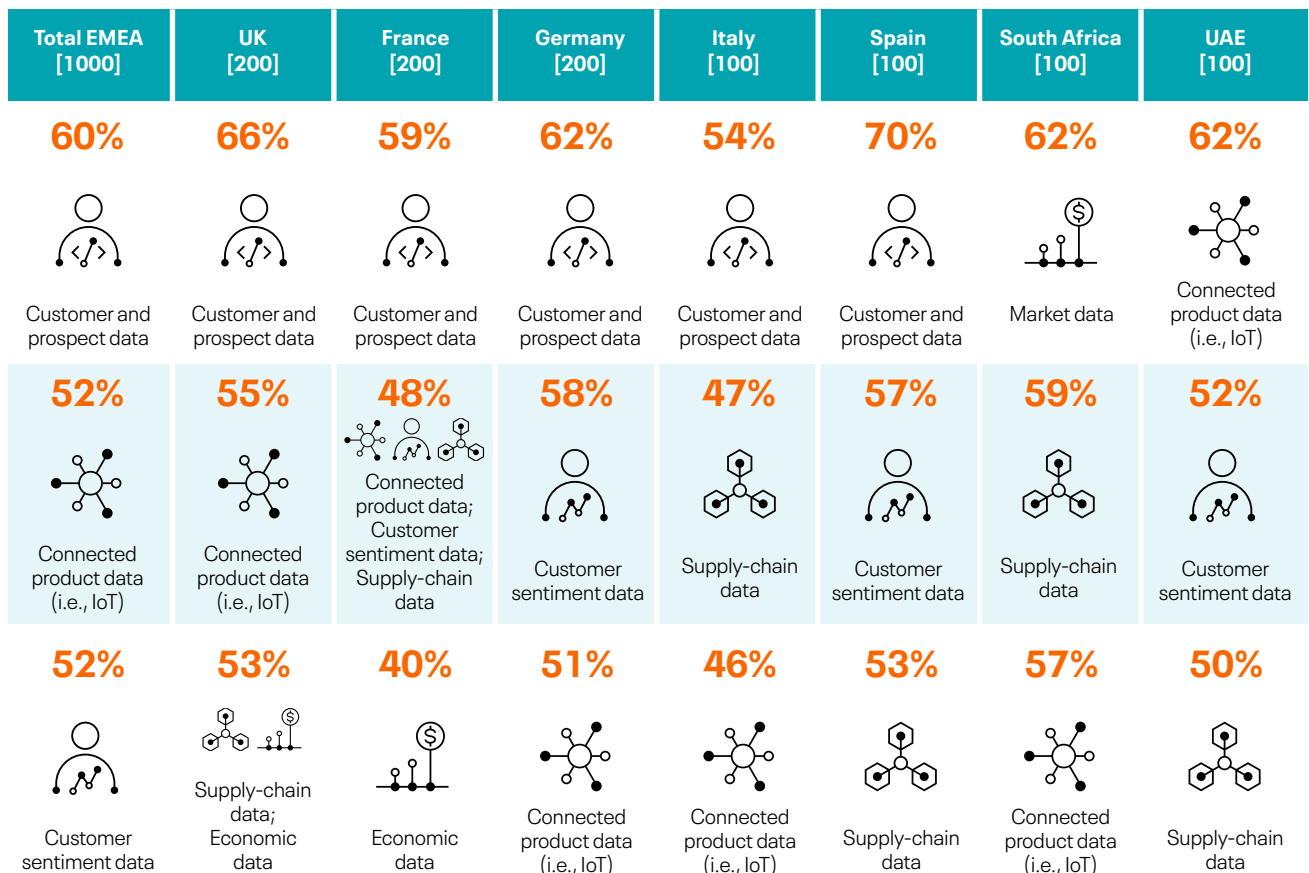 Total EMEA
[1000]
UK
[200]
France
[200]
Germany
[200]
Italy
[100]
Spain
[100]
South Africa
[100]
UAE
[100]
60%
66%
59%
62%
54%
70%
62%
62%
$
Customer and
prospect data
Customer and
prospect data
Customer and
prospect data
Customer and
prospect data
Customer and
prospect data
Customer and
prospect data
Market data
Connected
product data
(i.e., IoT)
52%
55%
48%
58%
47%
57%
59%
52%
Connected
product data
(i.e., IoT)
Connected
product data
(i.e., IoT)
Connected
product data;
Customer
sentiment data;
Supply-chain
data
Customer
sentiment data
Supply-chain
data
Customer
sentiment data
Supply-chain
data
Customer
sentiment data
52%
53%
40%
51%
46%
53%
57%
50%
$
$
Customer
sentiment data
Supply-chain
data;
Economic
data
Economic
data
Connected
product data
(i.e., IoT)
Connected
product data
(i.e., IoT)
Supply-chain
data
Connected
product data
(i.e., IoT)
Supply-chain
data